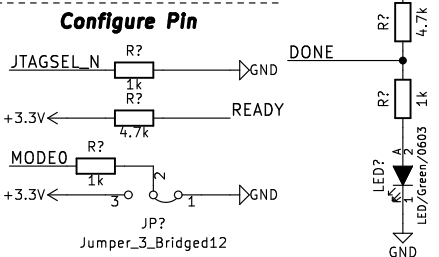 Configure Pin
JTAGSEL_N
R?
1k
GND
+3.3V
R?
4.7k
READY
MODE0
R?
1k
+3.3V
3
2
1
GND
JP?
Jumper_3_Bridged12
R?
4.7k
DONE
R?
1k
A
2
LED?
LED/Green/0603
1
GND